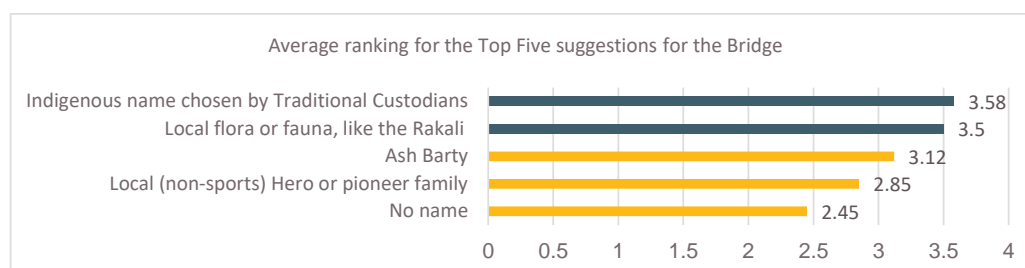 Average ranking for the Top Five suggestions for the Bridge
Indigenous name chosen by Traditional Custodians 3.58
Local flora or fauna, like the Rakali 3.5
Ash Barty 3.12
Local (non-sports) Hero or pioneer family 2.85
No name 2.45
0 0.5 1 1.5 2 2.5 3 3.5 4